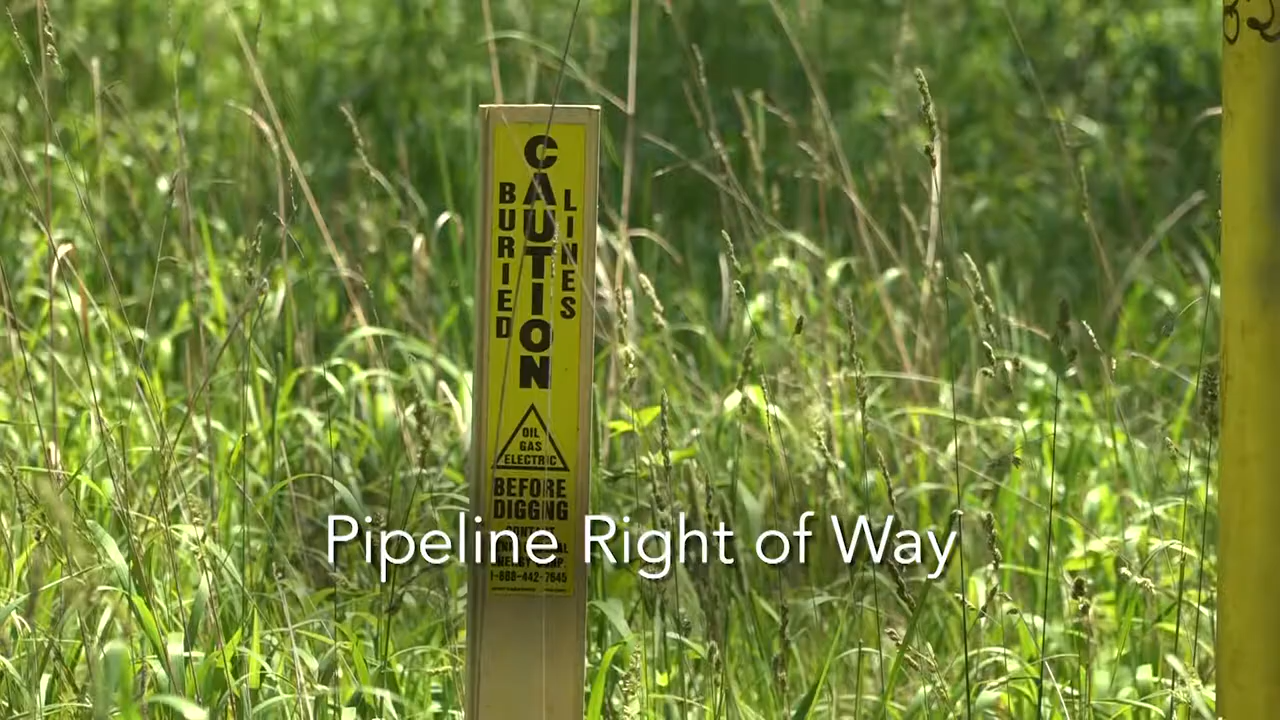 CAUTION
BURIED
LINES
OIL
GAS
ELECTRIC
BEFORE
DIGGING
1-888-442-7645
Pipeline Right of Way